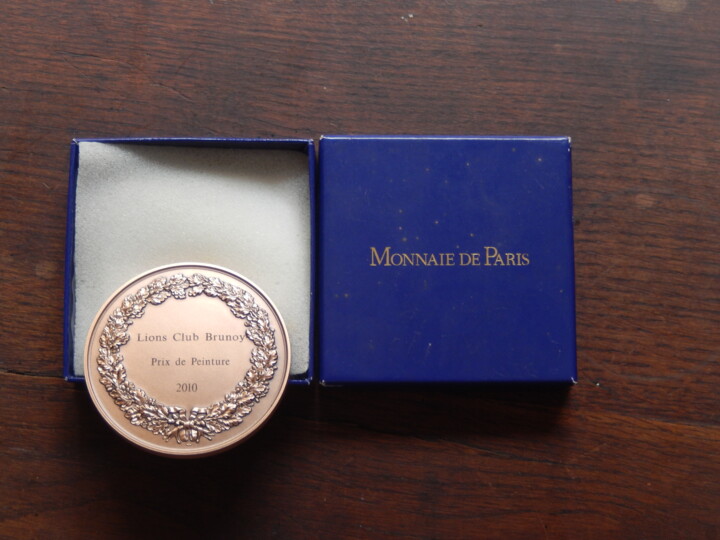 Lions Club Brunoy
Prix de Peinture
2010
MONNAIE DE PARIS